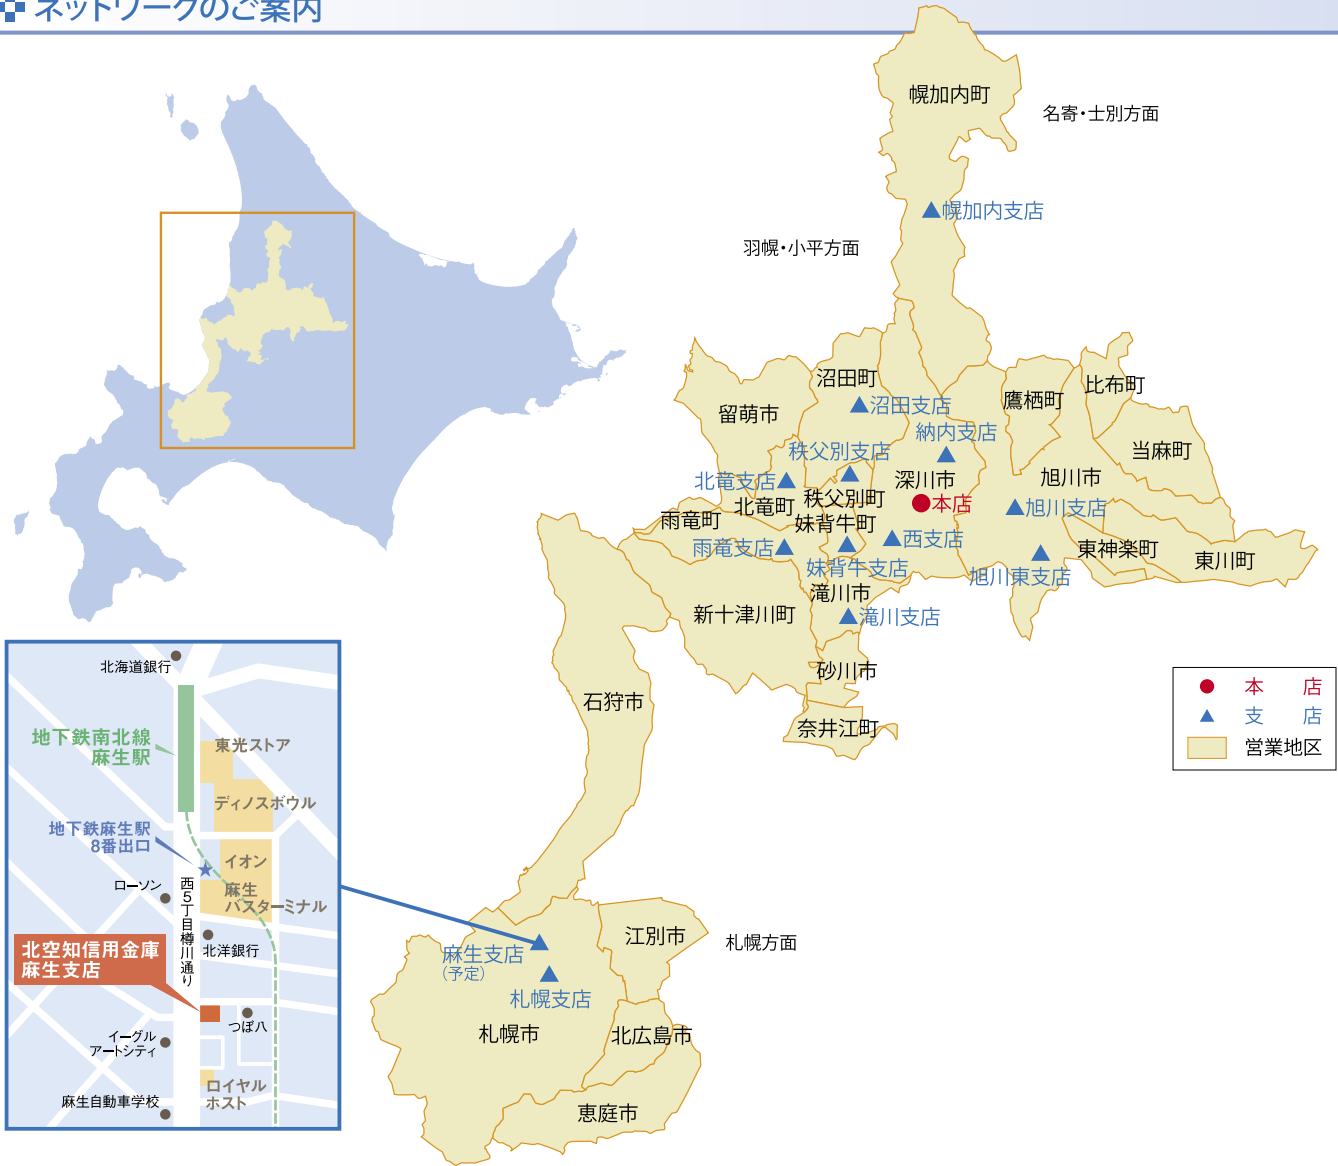 ネットワークのご案内
幌加内町
名寄・士別方面
幌加内支店
羽幌・小平方面
沼田町
沼田支店
留萌市
鷹栖町
比布町
納内支店
当麻町
秩父別支店
北竜支店
深川市
旭川市
秩父別町
本店
北竜町
旭川支店
雨竜町
妹背牛町
西支店
雨竜支店
東神楽町
東川町
妹背牛支店
旭川東支店
滝川市
新十津川町
滝川支店
砂川市
石狩市
奈井江町
本 店
支 店
営業地区
江別市
札幌方面
麻生支店
(予定)
札幌支店
札幌市
北広島市
恵庭市
北海道銀行
地下鉄南北線
麻生駅
東光ストア
ディノスボウル
地下鉄麻生駅
8番出口
イオン
麻生
バスターミナル
ローソン
西5丁目樽川通り
北洋銀行
北空知信用金庫
麻生支店
つぼ八
イーグル
アートシティ
ロイヤル
ホスト
麻生自動車学校